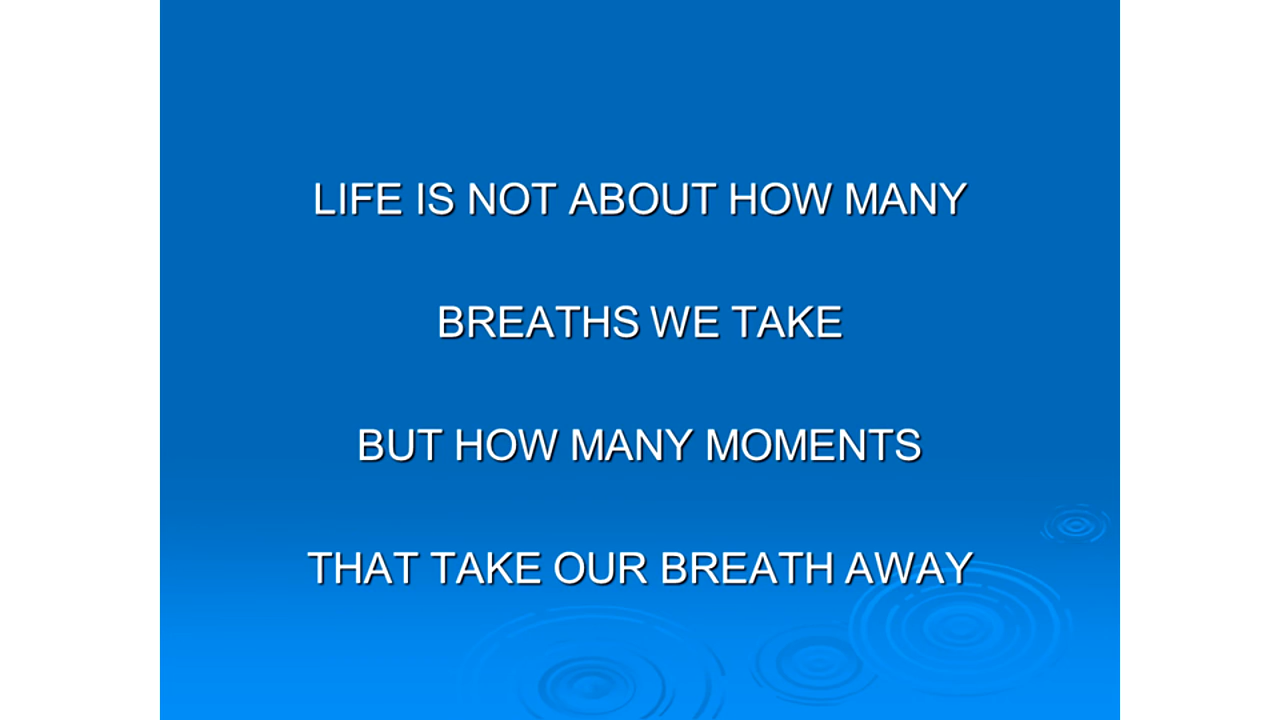 LIFE IS NOT ABOUT HOW MANY
BREATHS WE TAKE
BUT HOW MANY MOMENTS
THAT TAKE OUR BREATH AWAY